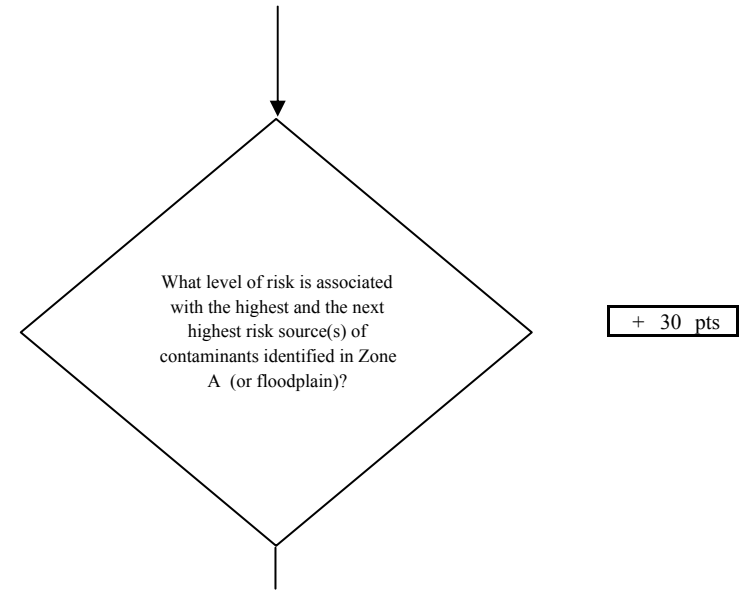 What level of risk is associated
with the highest and the next
highest risk source(s) of
contaminants identified in Zone
A (or floodplain)?
+ 30 pts